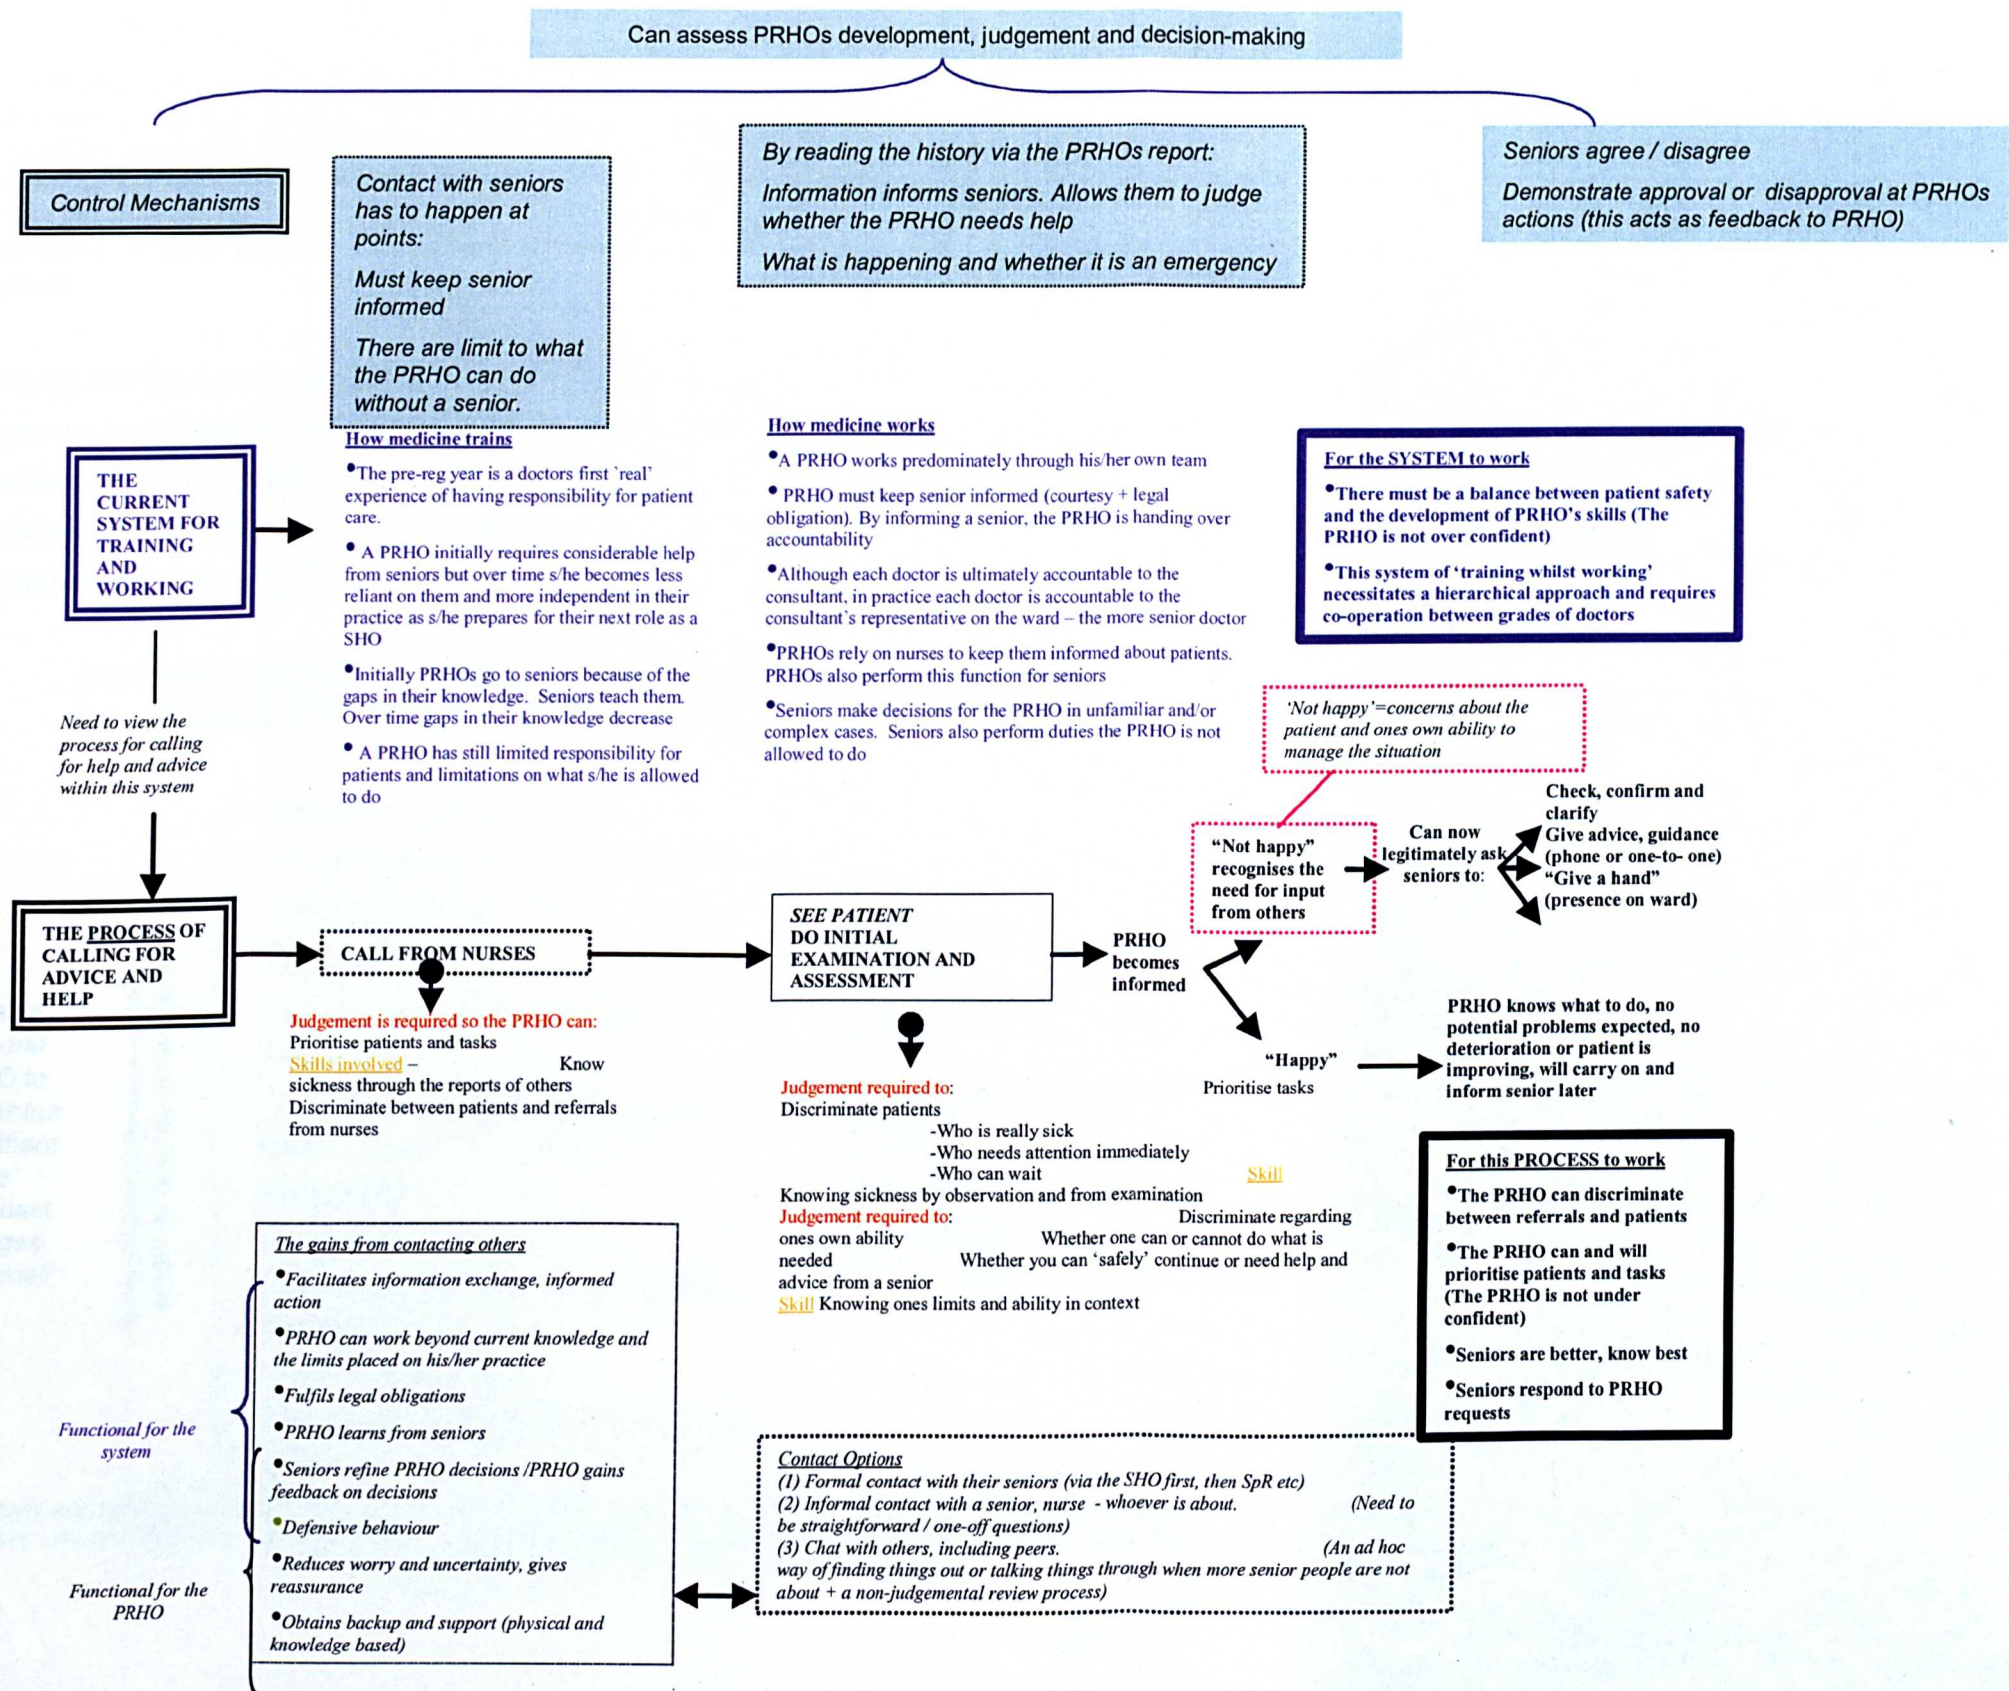 Can assess PRHOs development, judgement and decision-making
Control Mechanisms
Contact with seniors
has to happen at
points:
Must keep senior
informed
There are limit to what
the PRHO can do
without a senior.
By reading the history via the PRHOs report:
Information informs seniors. Allows them to judge
whether the PRHO needs help
What is happening and whether it is an emergency
Seniors agree / disagree
Demonstrate approval or disapproval at PRHOs
actions (this acts as feedback to PRHO)
THE
CURRENT
SYSTEM FOR
TRAINING
AND
WORKING
How medicine trains
•The pre-reg year is a doctors first `real'
experience of having responsibility for patient
care.
• A PRHO initially requires considerable help
from seniors but over time s/he becomes less
reliant on them and more independent in their
practice as s/he prepares for their next role as a
SHO
•Initially PRHOs go to seniors because of the
gaps in their knowledge. Seniors teach them.
Over time gaps in their knowledge decrease
• A PRHO has still limited responsibility for
patients and limitations on what s/he is allowed
to do
How medicine works
•A PRHO works predominately through his/her own team
• PRHO must keep senior informed (courtesy + legal
obligation). By informing a senior, the PRHO is handing over
accountability
•Although each doctor is ultimately accountable to the
consultant, in practice each doctor is accountable to the
consultant's representative on the ward – the more senior doctor
•PRHOs rely on nurses to keep them informed about patients.
PRHOs also perform this function for seniors
•Seniors make decisions for the PRHO in unfamiliar and/or
complex cases. Seniors also perform duties the PRHO is not
allowed to do
For the SYSTEM to work
•There must be a balance between patient safety
and the development of PRHO's skills (The
PRHO is not over confident)
•This system of ‘training whilst working’
necessitates a hierarchical approach and requires
co-operation between grades of doctors
Need to view the
process for calling
for help and advice
within this system
'Not happy'=concerns about the
patient and ones own ability to
manage the situation
THE PROCESS OF
CALLING FOR
ADVICE AND
HELP
CALL FROM NURSES
SEE PATIENT
DO INITIAL
EXAMINATION AND
ASSESSMENT
PRHO
becomes
informed
“Not happy”
recognises the
need for input
from others
Can now
legitimately ask
seniors to:
Check, confirm and
clarify
Give advice, guidance
(phone or one-to- one)
“Give a hand”
(presence on ward)
“Happy”
Prioritise tasks
PRHO knows what to do, no
potential problems expected, no
deterioration or patient is
improving, will carry on and
inform senior later
Judgement is required so the PRHO can:
Prioritise patients and tasks
Skills involved – Know
sickness through the reports of others
Discriminate between patients and referrals
from nurses
Judgement required to:
Discriminate patients
-Who is really sick
-Who needs attention immediately
-Who can wait Skill
Knowing sickness by observation and from examination
Judgement required to: Discriminate regarding
ones own ability Whether one can or cannot do what is
needed Whether you can ‘safely’ continue or need help and
advice from a senior
Skill Knowing ones limits and ability in context
For this PROCESS to work
•The PRHO can discriminate
between referrals and patients
•The PRHO can and will
prioritise patients and tasks
(The PRHO is not under
confident)
•Seniors are better, know best
•Seniors respond to PRHO
requests
The gains from contacting others
•Facilitates information exchange, informed
action
•PRHO can work beyond current knowledge and
the limits placed on his/her practice
•Fulfils legal obligations
•PRHO learns from seniors
•Seniors refine PRHO decisions /PRHO gains
feedback on decisions
•Defensive behaviour
•Reduces worry and uncertainty, gives
reassurance
•Obtains backup and support (physical and
knowledge based)
Functional for the
system
Functional for the
PRHO
Contact Options
(1) Formal contact with their seniors (via the SHO first, then SpR etc)
(2) Informal contact with a senior, nurse - whoever is about. (Need to
be straightforward / one-off questions)
(3) Chat with others, including peers. (An ad hoc
way of finding things out or talking things through when more senior people are not
about + a non-judgemental review process)